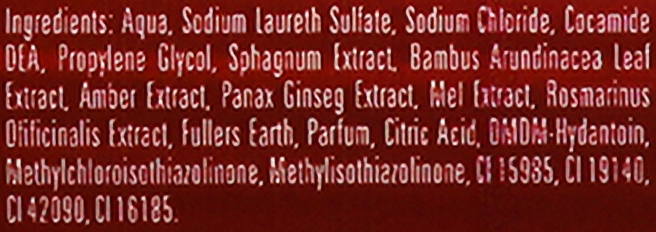 Ingredients: Aqua, Sodium Laureth Sulfate, Sodium Chloride, Cocamide
DEA, Propylene Glycol, Sphagnum Extract, Bambus Arundinacea Leaf
Extract, Amber Extract, Panax Ginseg Extract, Mel Extract, Rosmarinus
Offificinalis Extract, Fullers Earth, Parfum, Citric Acid, DMDM-Hydantoin,
Methylchloroisothiazolinone, Methylisothiazolinone, CI 15985, CI 19140,
CI 42090, CI 16185.